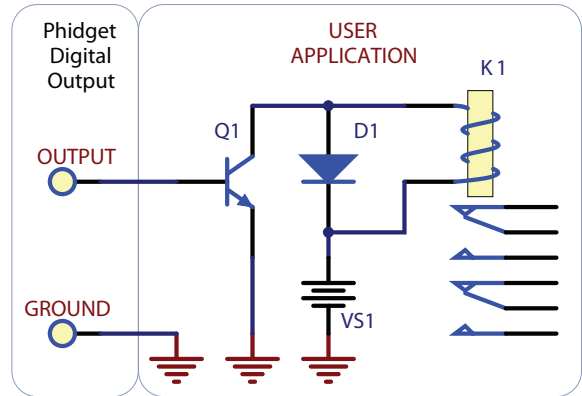 Phidget
Digital
Output
USER
APPLICATION
K1
Q1
D1
OUTPUT
GROUND
VS1